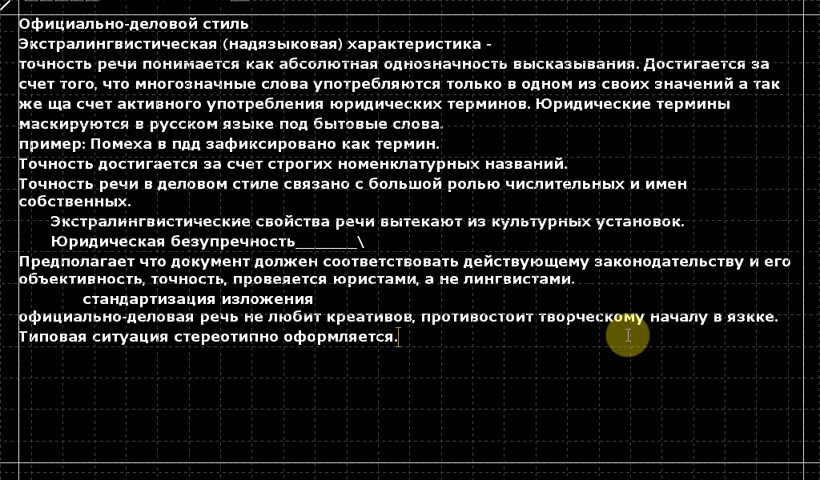 Официально-деловой стиль
Экстралингвистическая (надязыковая) характеристика -
точность речи понимается как абсолютная однозначность высказывания. Достигается за
счет того, что многозначные слова употребляются только в одном из своих значений а так
же ща счет активного употребления юридических терминов. Юридические термины
маскируются в русском языке под бытовые слова.
пример: Помеха в пдд зафиксировано как термин.
Точность достигается за счет строгих номенклатурных названий.
Точность речи в деловом стиле связано с большой ролью числительных и имен
собственных.
Экстралингвистические свойства речи вытекают из культурных установок.
Юридическая безупречность________\
Предполагает что документ должен соответствовать действующему законодательству и его
объективность, точность, провеяется юристами, а не лингвистами.
стандартизация изложения
официально-деловая речь не любит креативов, противостоит творческому началу в язкке.
Типовая ситуация стереотипно оформляется.